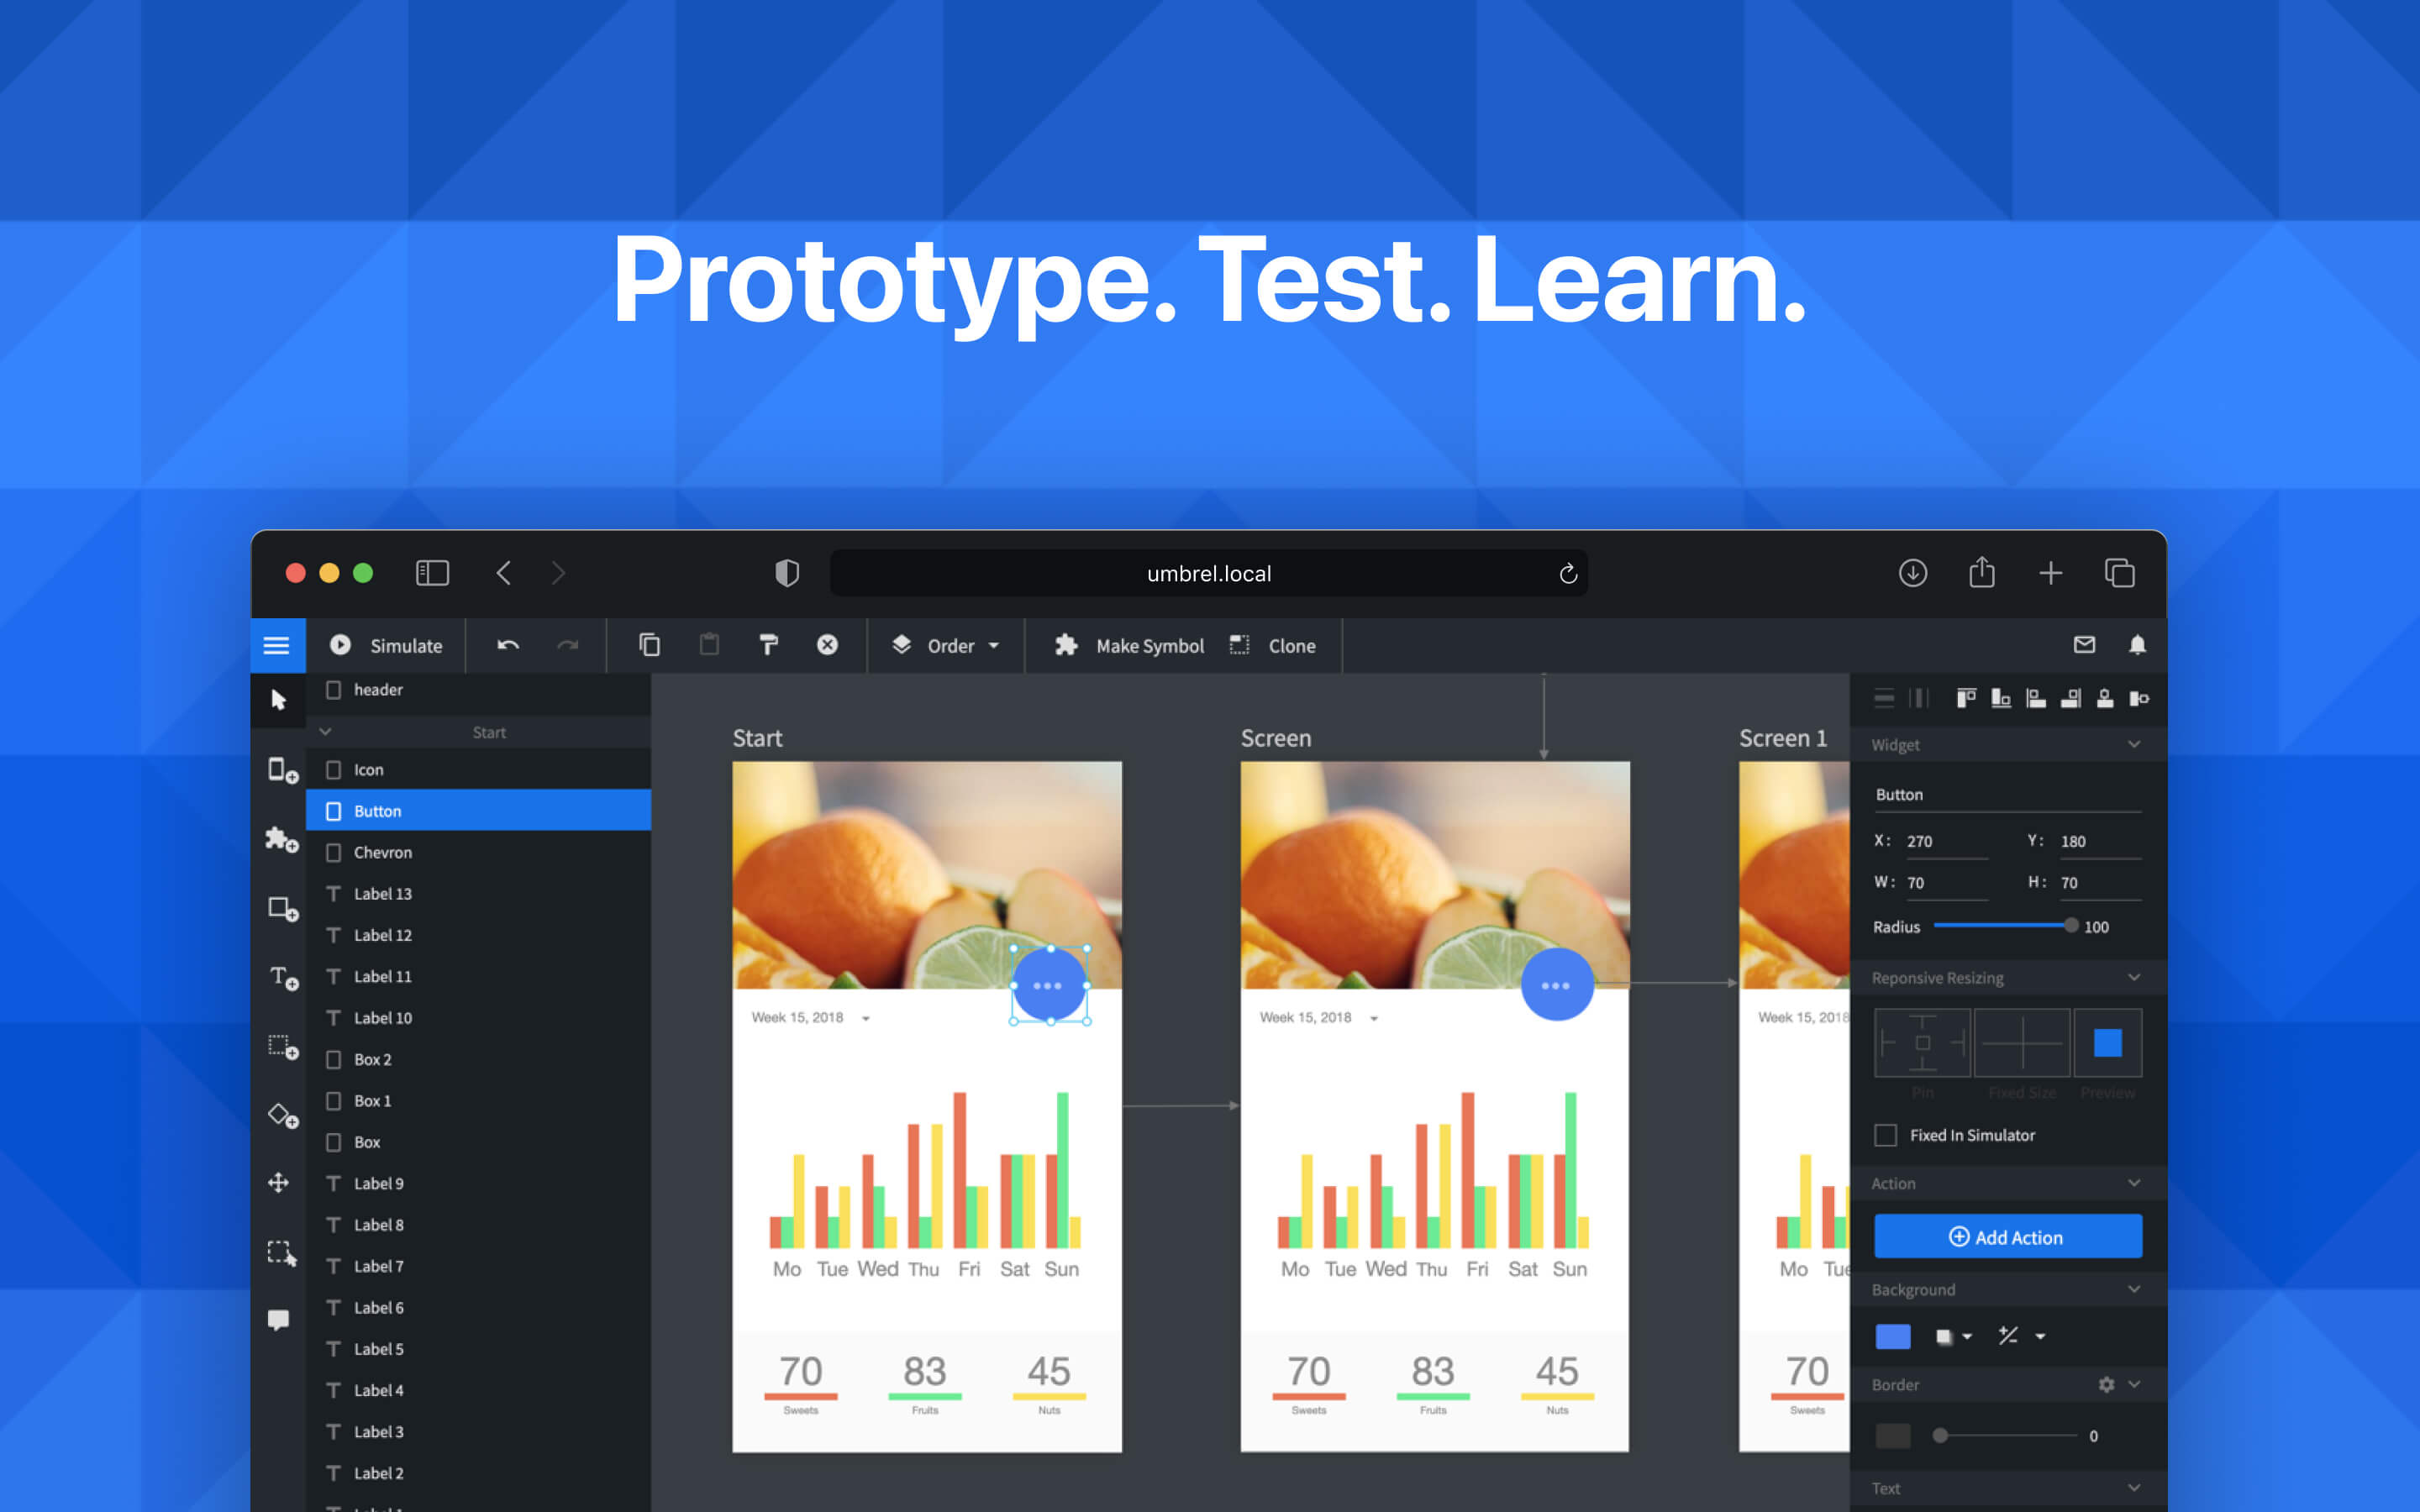 Prototype. Test. Learn.
umbrel.local
Simulate
Order
Make Symbol
Clone
header
Start
Icon
Button
Chevron
Label 13
Label 12
Label 11
Label 10
Box 2
Box 1
Box
Label 9
Label 8
Label 7
Label 6
Label 5
Label 4
Label 3
Label 2
Start
Week 15, 2018
Mo Tue Wed Thu Fri Sat Sun
70 83 45
Sweets Fruits Nuts
Screen
Week 15, 2018
Mo Tue Wed Thu Fri Sat Sun
70 83 45
Sweets Fruits Nuts
Screen 1
Week 15, 2018
Mo Tue
70
Sweets
Widget
Button
X: 270 Y: 180
W: 70 H: 70
Radius 100
Reponsive Resizing
Pin Fixed Size Preview
Fixed In Simulator
Action
Add Action
Background
Border
0
Text